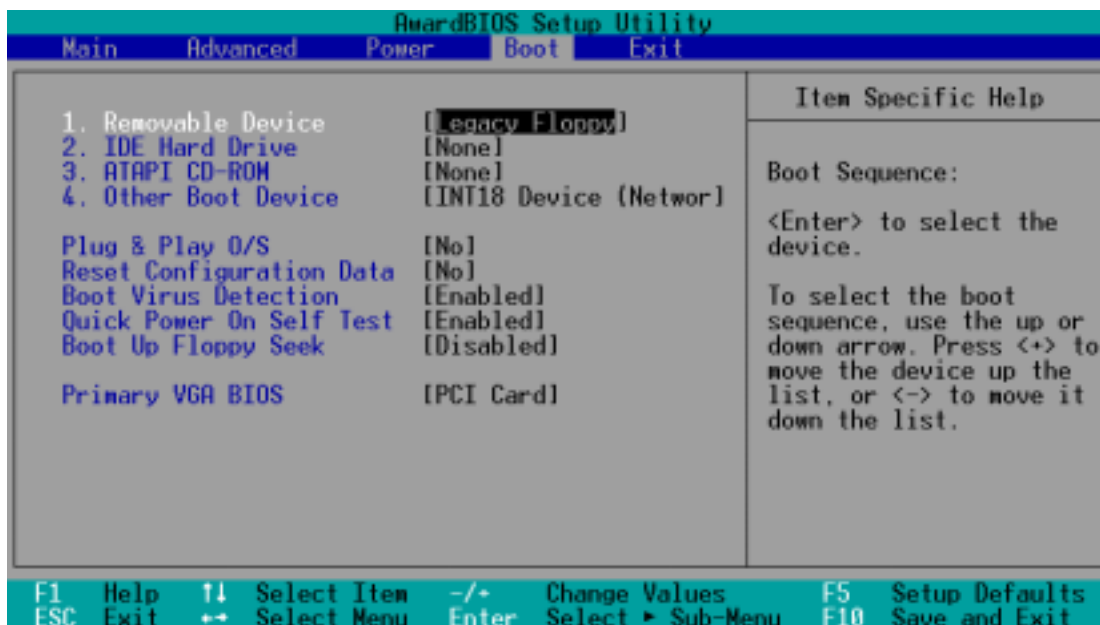 AwardBIOS Setup Utility
Main Advanced Power Boot Exit
1. Removable Device [Legacy Floppy]
2. IDE Hard Drive [None]
3. ATAPI CD-ROM [None]
4. Other Boot Device [INT18 Device (Networ]
Plug & Play O/S [No]
Reset Configuration Data [No]
Boot Virus Detection [Enabled]
Quick Power On Self Test [Enabled]
Boot Up Floppy Seek [Disabled]
Primary VGA BIOS [PCI Card]
Item Specific Help
Boot Sequence:
<Enter> to select the
device.
To select the boot
sequence, use the up or
down arrow. Press <+> to
move the device up the
list, or <-> to move it
down the list.
F1 Help ↑↓ Select Item -/+ Change Values F5 Setup Defaults
ESC Exit ←→ Select Menu Enter Select ► Sub-Menu F10 Save and Exit